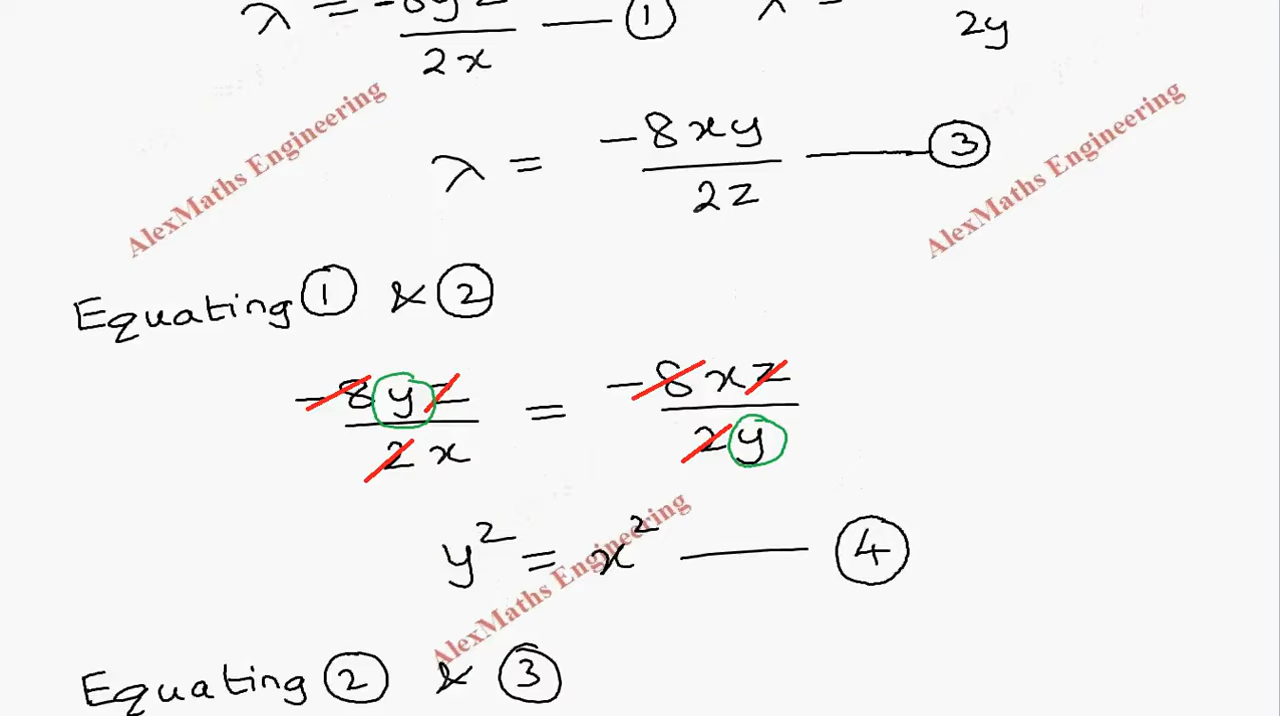 λ = -8yz / 2x —— ① λ = / 2y
λ = -8xy / 2z —— ③
AlexMaths Engineering
AlexMaths Engineering
Equating ① & ②
-8yz / 2x = -8xz / 2y
y² = x² —— ④
AlexMaths Engineering
Equating ② & ③